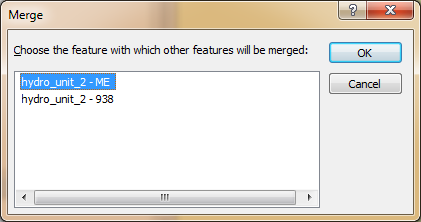 Merge
Choose the feature with which other features will be merged:
OK
hydro_unit_2 - ME
Cancel
hydro_unit_2 - 938